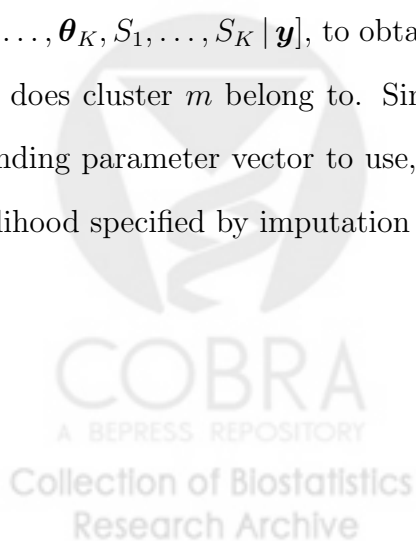 . . . , θ_K, S_1, . . . , S_K | y], to obta
does cluster m belong to. Sin
nding parameter vector to use,
lihood specified by imputation
COBRA
A BEPRESS REPOSITORY
Collection of Biostatistics
Research Archive